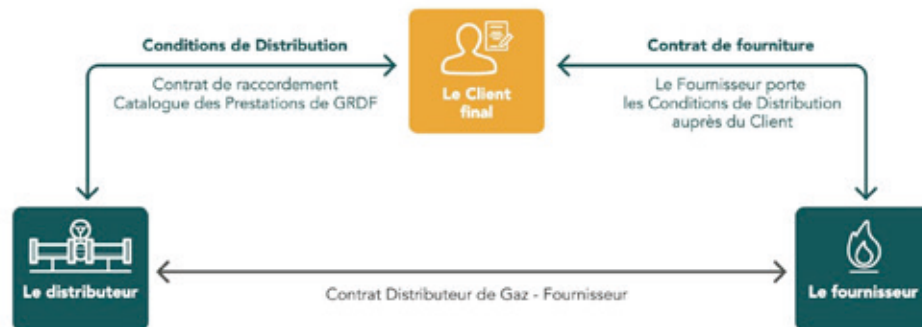 Conditions de Distribution
Contrat de raccordement
Catalogue des Prestations de GRDF
Le Client
final
Contrat de fourniture
Le Fournisseur porte
les Conditions de Distribution
auprès du Client
Le distributeur
Contrat Distributeur de Gaz - Fournisseur
Le fournisseur